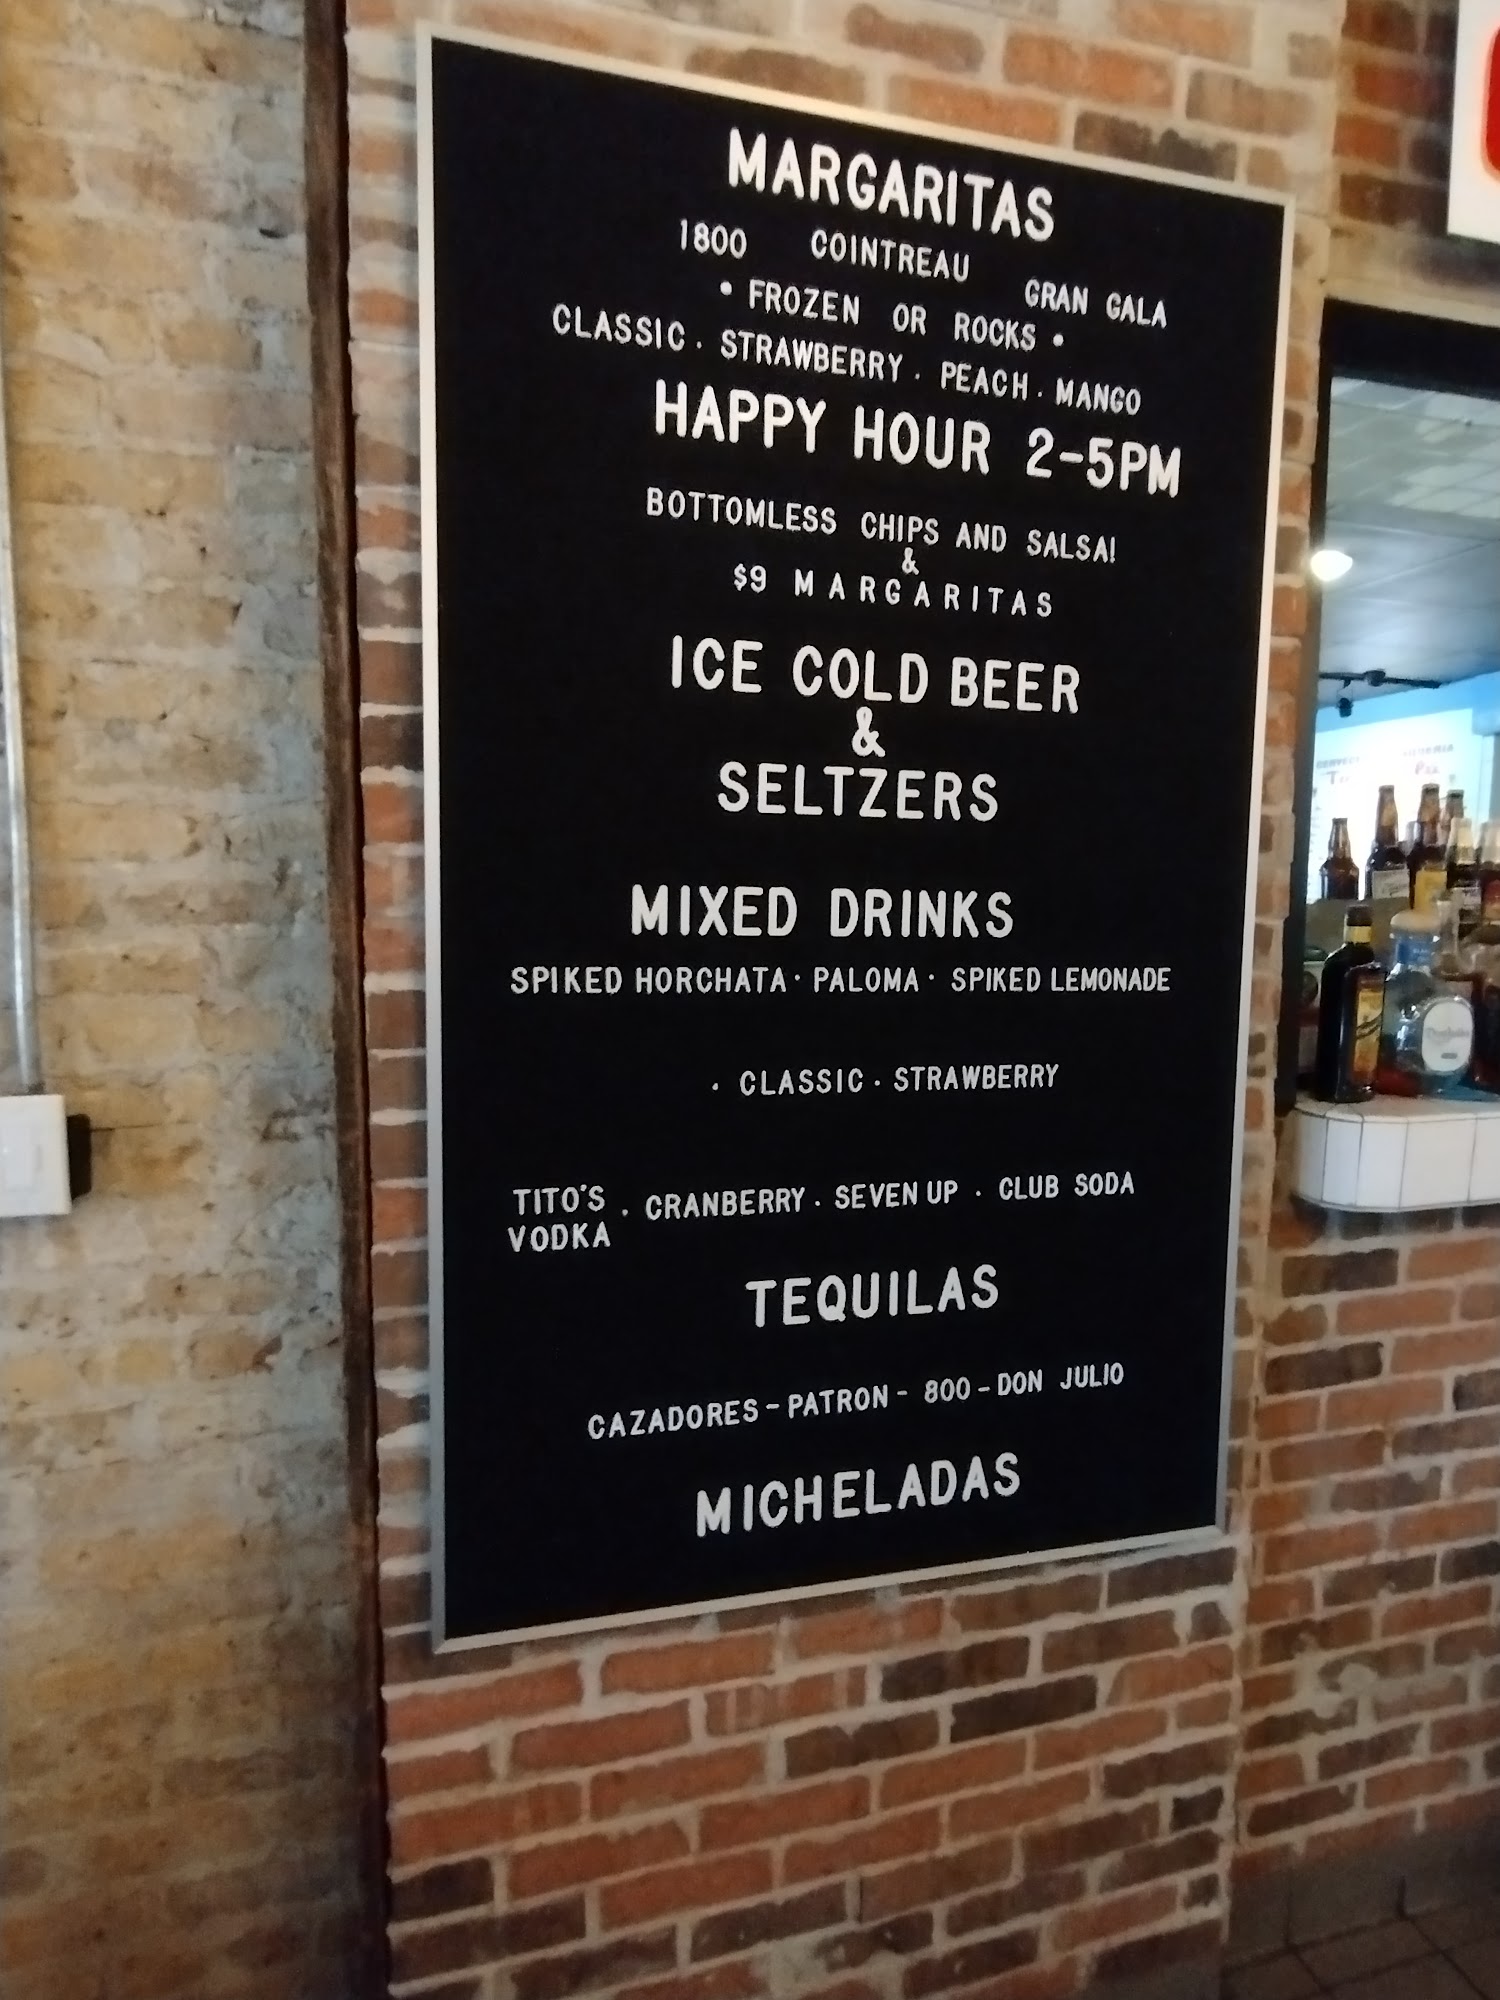 MARGARITAS
1800 COINTREAU GRAN GALA
• FROZEN OR ROCKS •
CLASSIC . STRAWBERRY . PEACH . MANGO
HAPPY HOUR 2-5PM
BOTTOMLESS CHIPS AND SALSA!
&
$9 MARGARITAS
ICE COLD BEER
&
SELTZERS
MIXED DRINKS
SPIKED HORCHATA · PALOMA · SPIKED LEMONADE
. CLASSIC . STRAWBERRY
TITO'S . CRANBERRY . SEVEN UP . CLUB SODA
VODKA
TEQUILAS
CAZADORES - PATRON - 800 - DON JULIO
MICHELADAS